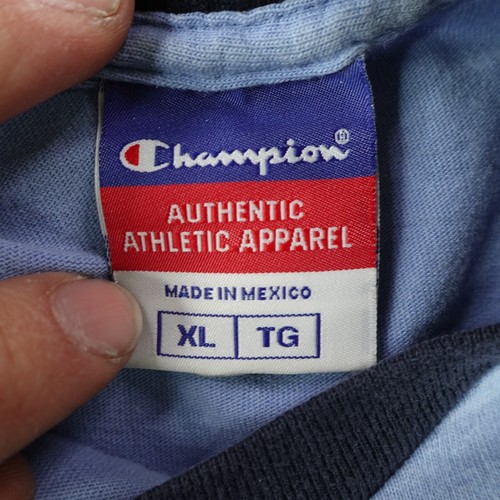 Champion®
AUTHENTIC
ATHLETIC APPAREL
MADE IN MEXICO
XL TG